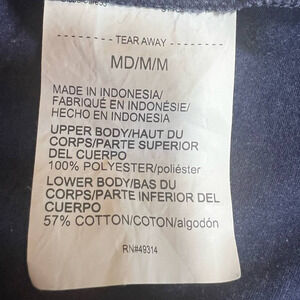 TEAR AWAY
MD/M/M
MADE IN INDONESIA/
FABRIQUÉ EN INDONÉSIE/
HECHO EN INDONESIA
UPPER BODY/HAUT DU
CORPS/PARTE SUPERIOR
DEL CUERPO
100% POLYESTER/poliéster
LOWER BODY/BAS DU
CORPS/PARTE INFERIOR DEL
CUERPO
57% COTTON/COTON/algodón
RN#49314